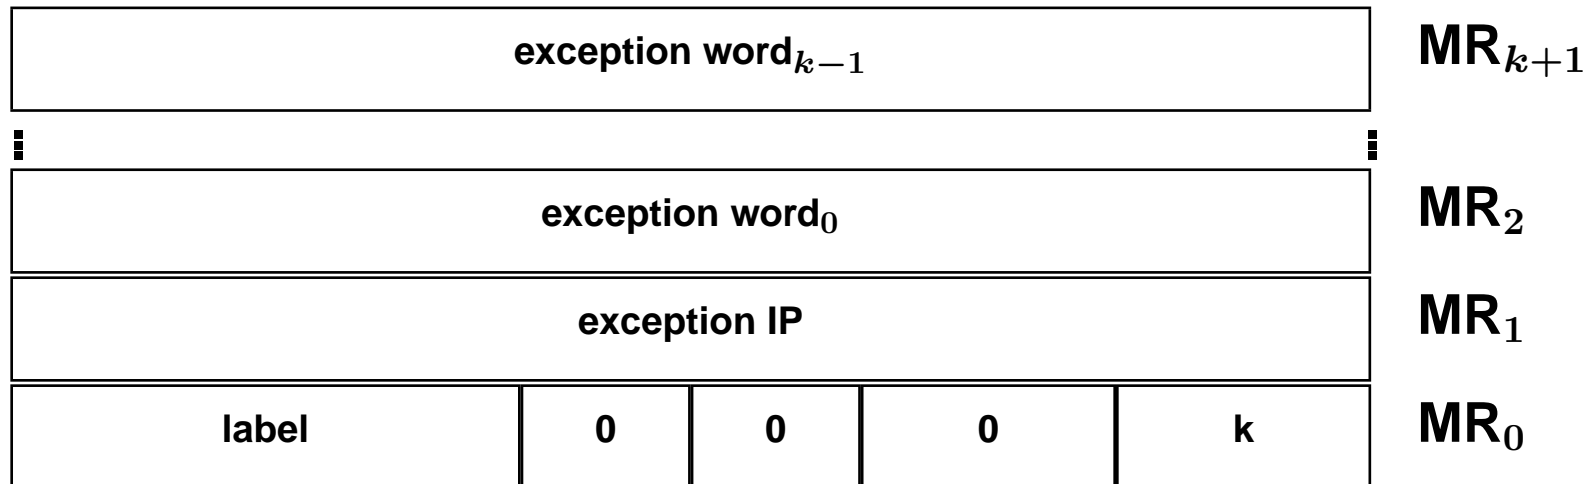 exception word_{k-1} MR_{k+1}
exception word_0 MR_2
exception IP MR_1
label 0 0 0 k MR_0